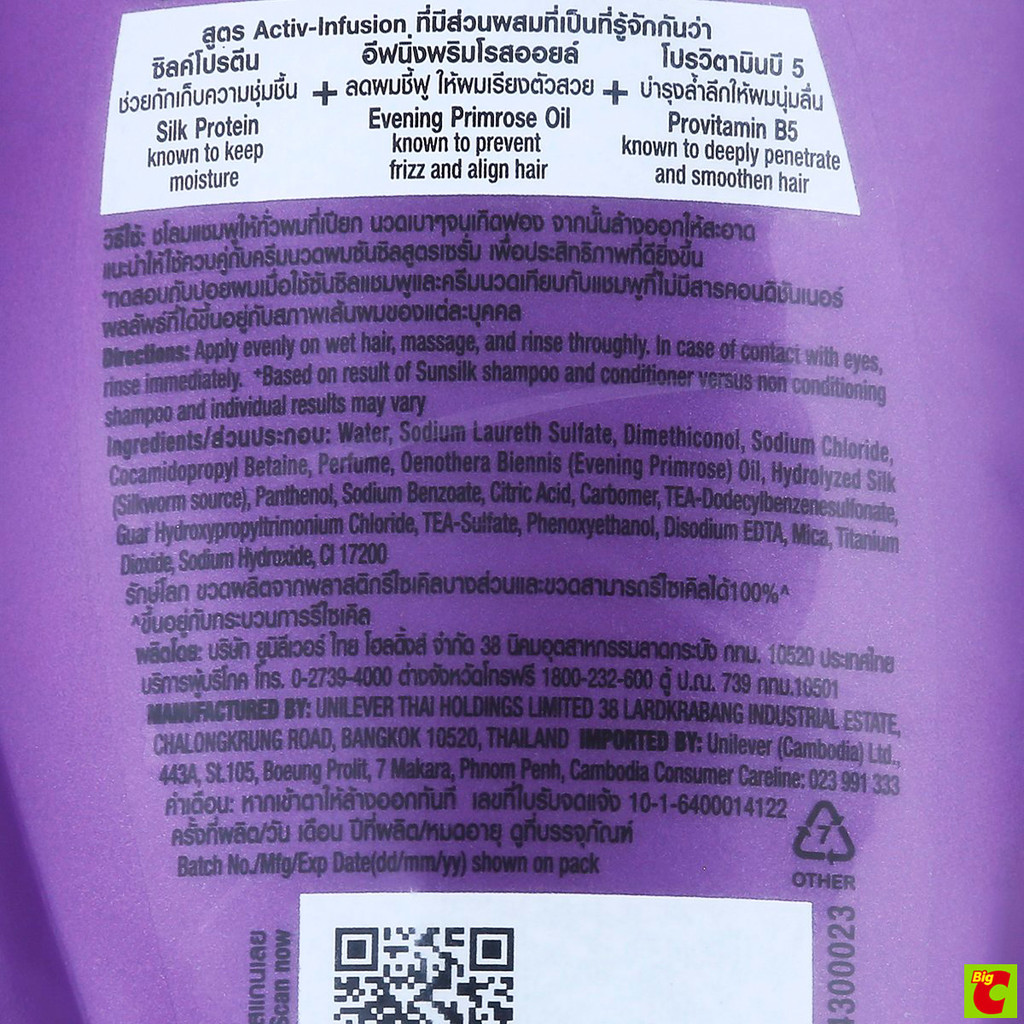 สูตร Activ-Infusion ที่มีส่วนผสมที่เป็นที่รู้จักกันว่า
ซิลค์โปรตีน
ช่วยกักเก็บความชุ่มชื้น
Silk Protein
known to keep
moisture
+
อีฟนิ่งพริมโรสออยล์
ลดผมชี้ฟู ให้ผมเรียงตัวสวย
Evening Primrose Oil
known to prevent
frizz and align hair
+
โปรวิตามินบี 5
บำรุงล้ำลึกให้ผมนุ่มลื่น
Provitamin B5
known to deeply penetrate
and smoothen hair
วิธีใช้: ชโลมแชมพูให้ทั่วผมที่เปียก นวดเบาๆจนเกิดฟอง จากนั้นล้างออกให้สะอาด
แนะนำให้ใช้ควบคู่กับครีมนวดผมซันซิลสูตรเซรั่ม เพื่อประสิทธิภาพที่ดียิ่งขึ้น
*ทดสอบกับปอยผมเมื่อใช้ซันซิลแชมพูและครีมนวดเทียบกับแชมพูที่ไม่มีสารคอนดิชันเนอร์
ผลลัพธ์ที่ได้ขึ้นอยู่กับสภาพเส้นผมของแต่ละบุคคล
Directions: Apply evenly on wet hair, massage, and rinse throughly. In case of contact with eyes,
rinse immediately. *Based on result of Sunsilk shampoo and conditioner versus non conditioning
shampoo and individual results may vary
Ingredients/ส่วนประกอบ: Water, Sodium Laureth Sulfate, Dimethiconol, Sodium Chloride,
Cocamidopropyl Betaine, Perfume, Oenothera Biennis (Evening Primrose) Oil, Hydrolyzed Silk
(Silkworm source), Panthenol, Sodium Benzoate, Citric Acid, Carbomer, TEA-Dodecylbenzenesulfonate,
Guar Hydroxypropyltrimonium Chloride, TEA-Sulfate, Phenoxyethanol, Disodium EDTA, Mica, Titanium
Dioxide, Sodium Hydroxide, CI 17200
รักษ์โลก ขวดผลิตจากพลาสติกรีไซเคิลบางส่วนและขวดสามารถรีไซเคิลได้100%^
^ขึ้นอยู่กับกระบวนการรีไซเคิล
ผลิตโดย: บริษัท ยูนิลีเวอร์ ไทย โฮลดิ้งส์ จำกัด 38 นิคมอุตสาหกรรมลาดกระบัง กทม. 10520 ประเทศไทย
บริการผู้บริโภค โทร. 0-2739-4000 ต่างจังหวัดโทรฟรี 1800-232-600 ตู้ ป.ณ. 739 กทม.10501
MANUFACTURED BY: UNILEVER THAI HOLDINGS LIMITED 38 LARDKRABANG INDUSTRIAL ESTATE,
CHALONGKRUNG ROAD, BANGKOK 10520, THAILAND IMPORTED BY: Unilever (Cambodia) Ltd.,
443A, St.105, Boeung Prolit, 7 Makara, Phnom Penh, Cambodia Consumer Careline: 023 991 333
คำเตือน: หากเข้าตาให้ล้างออกทันที เลขที่ใบรับจดแจ้ง 10-1-6400014122
ครั้งที่ผลิต/วัน เดือน ปีที่ผลิต/หมดอายุ ดูที่บรรจุภัณฑ์
Batch No./Mfg/Exp Date(dd/mm/yy) shown on pack
7
OTHER
สแกนเลย
Scan now
4300023
Big C